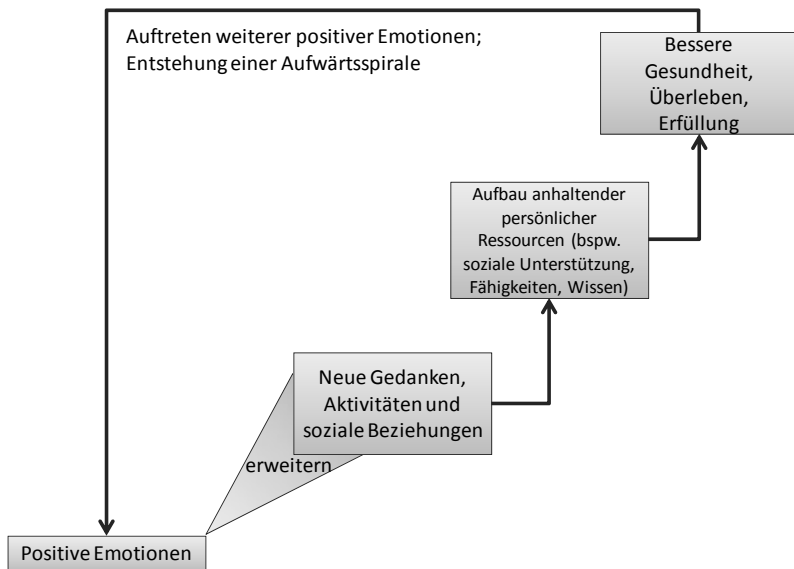 Auftreten weiterer positiver Emotionen;
Entstehung einer Aufwärtsspirale
Bessere
Gesundheit,
Überleben,
Erfüllung
Aufbau anhaltender
persönlicher
Ressourcen (bspw.
soziale Unterstützung,
Fähigkeiten, Wissen)
Neue Gedanken,
Aktivitäten und
soziale Beziehungen
erweitern
Positive Emotionen